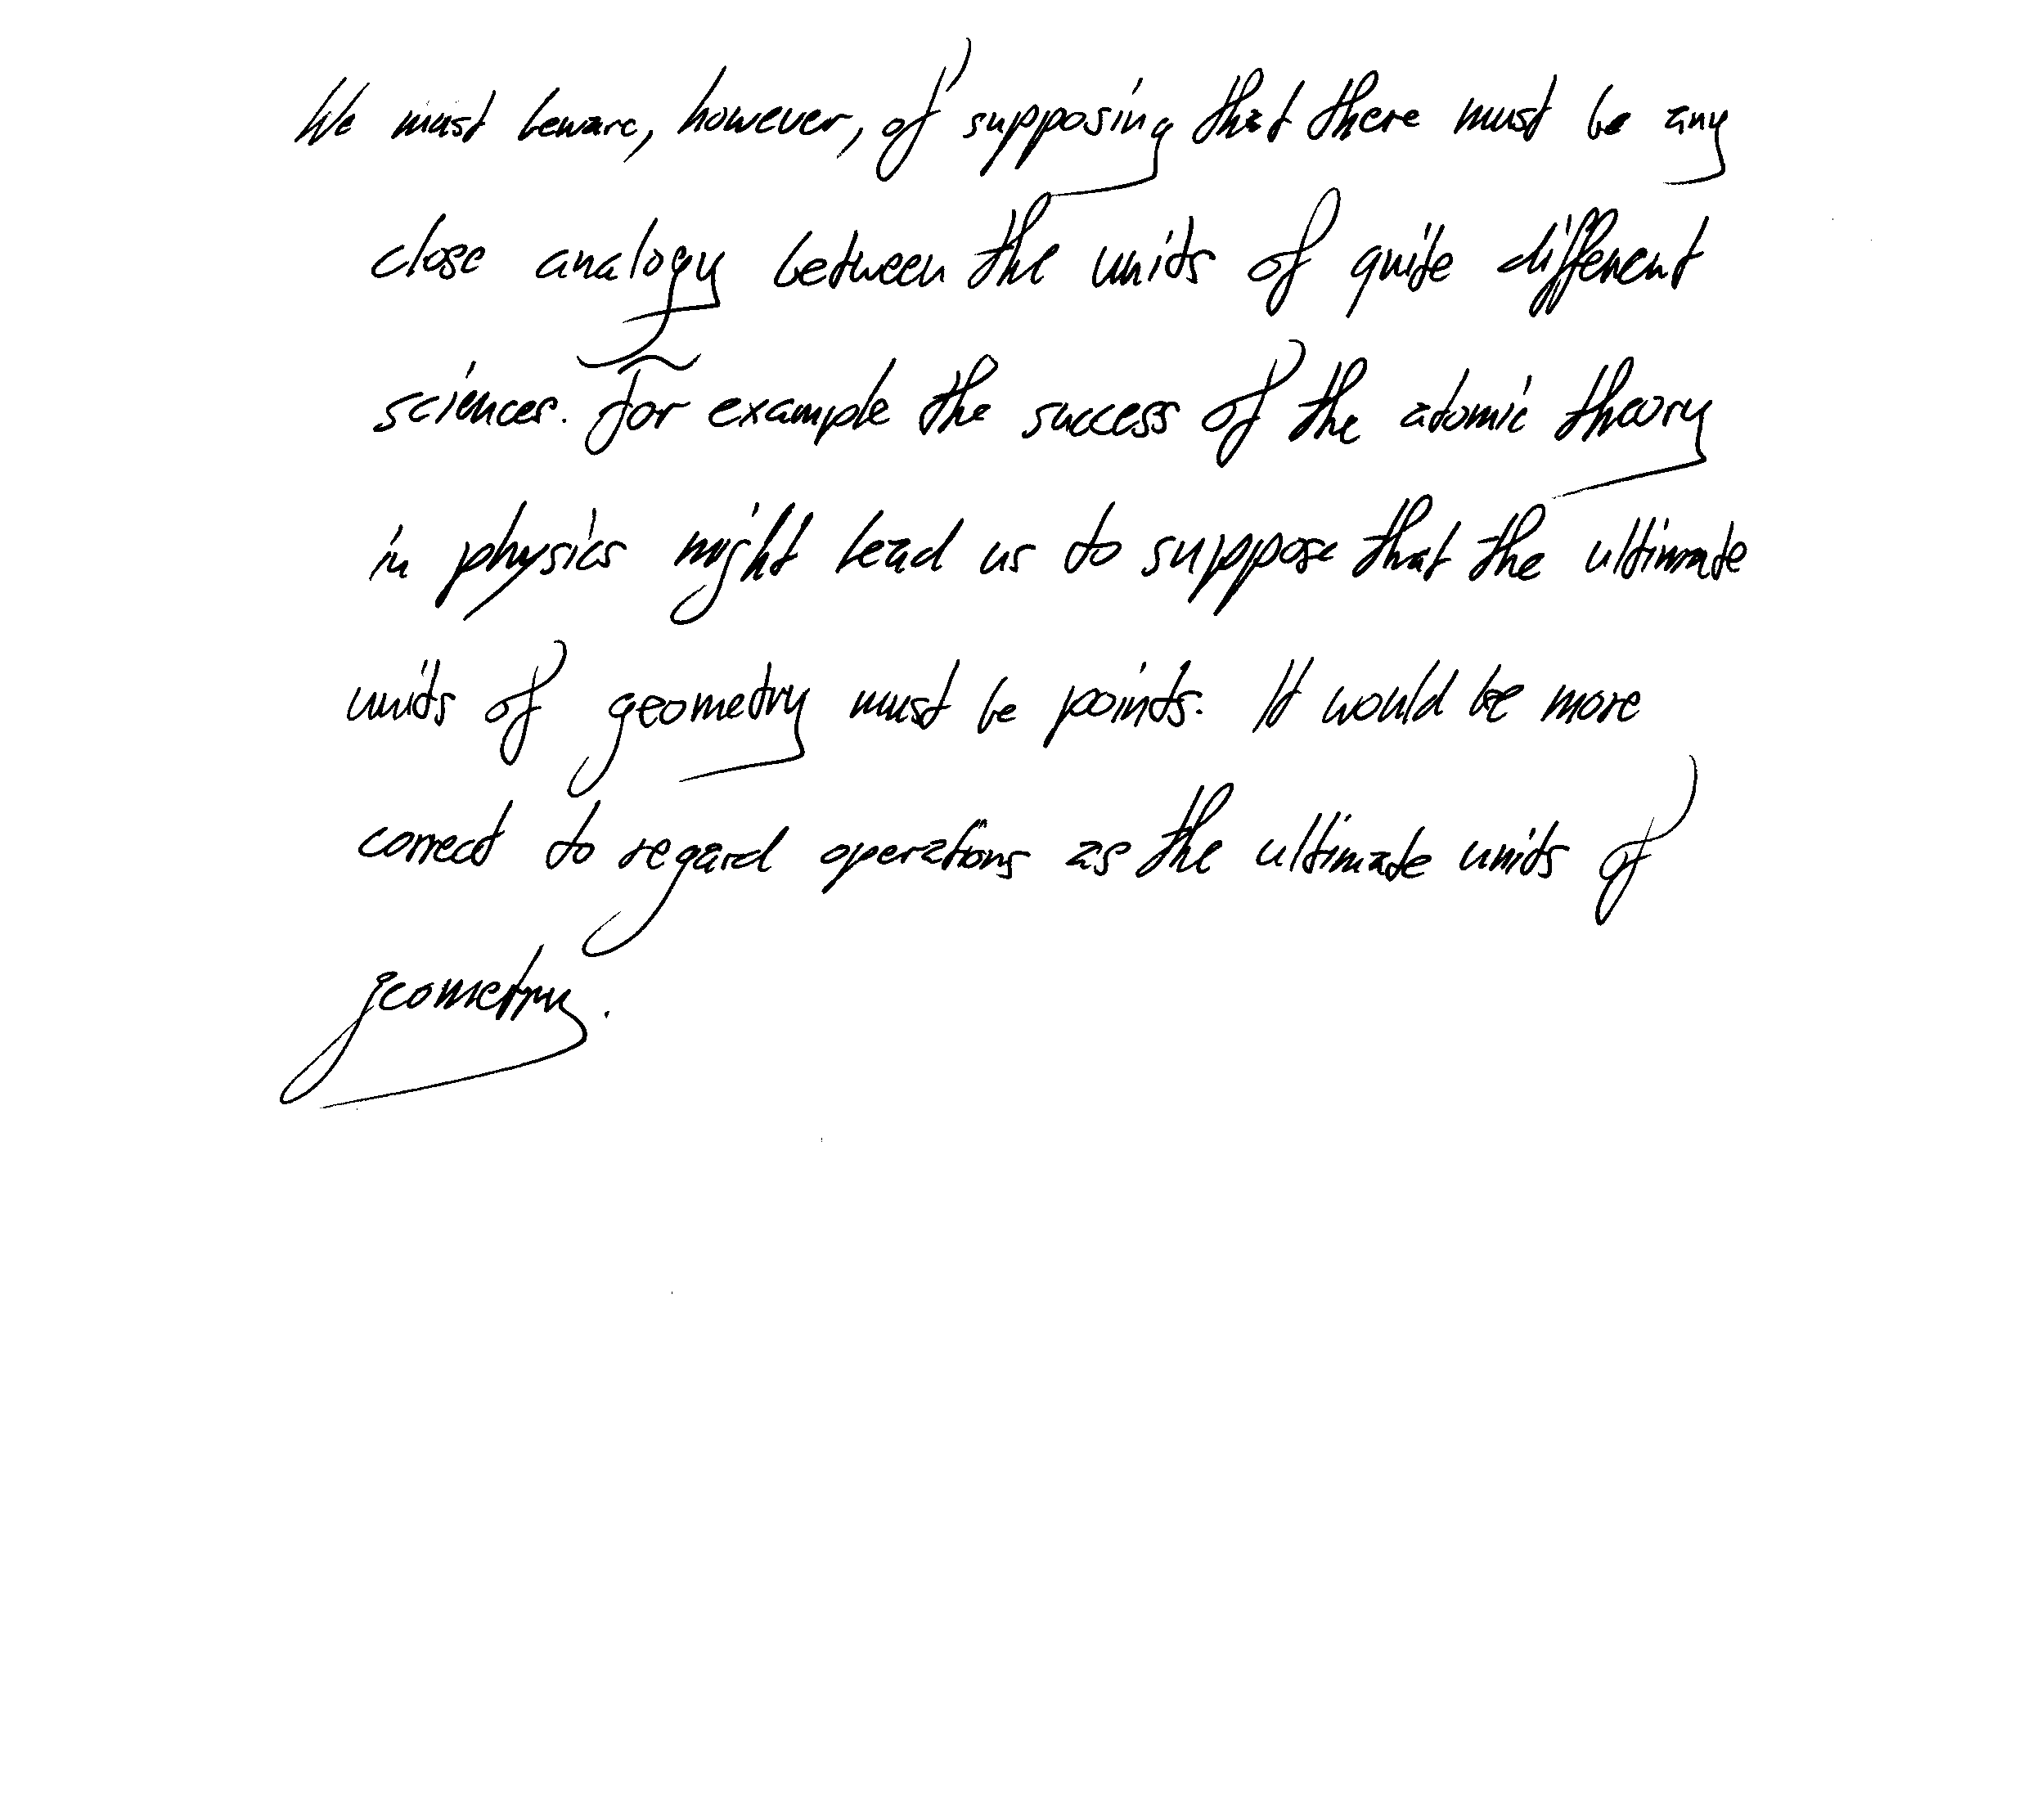 We must beware, however, of supposing that there must be any
close analogy between the units of quite different
sciences. For example the success of the atomic theory
in physics might lead us to suppose that the ultimate
units of geometry must be points. It would be more
correct to regard operations as the ultimate units of
geometry.